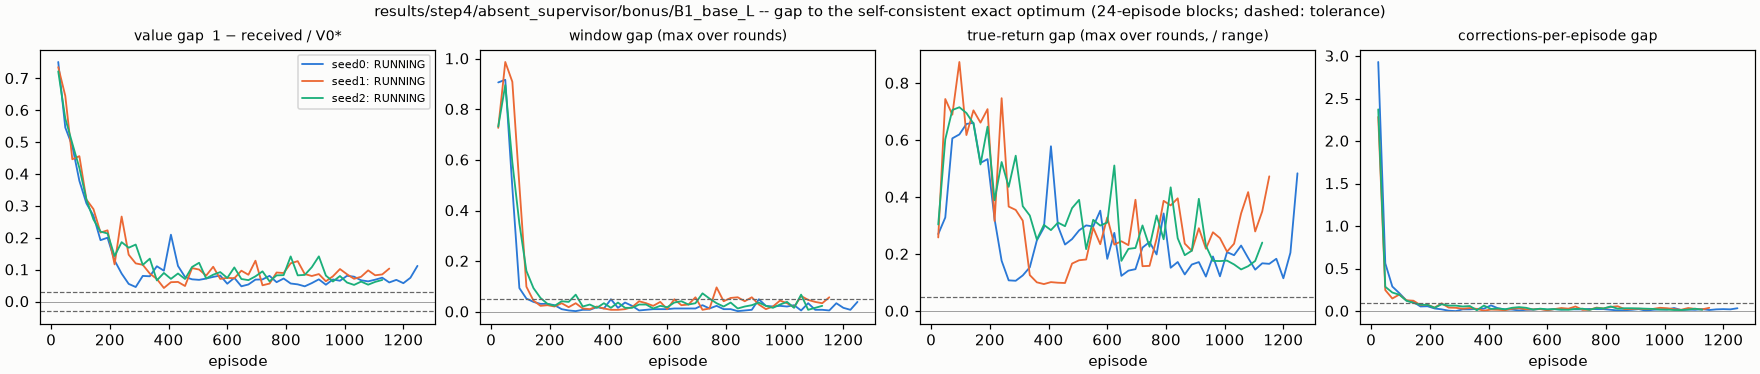 results/step4/absent_supervisor/bonus/B1_base_L -- gap to the self-consistent exact optimum (24-episode blocks; dashed: tolerance)
value gap 1 − received / V0*
0.7
0.6
0.5
0.4
0.3
0.2
0.1
0.0
seed0: RUNNING
seed1: RUNNING
seed2: RUNNING
0 200 400 600 800 1000 1200
episode
window gap (max over rounds)
1.0
0.8
0.6
0.4
0.2
0.0
0 200 400 600 800 1000 1200
episode
true-return gap (max over rounds, / range)
0.8
0.6
0.4
0.2
0.0
0 200 400 600 800 1000 1200
episode
corrections-per-episode gap
3.0
2.5
2.0
1.5
1.0
0.5
0.0
0 200 400 600 800 1000 1200
episode